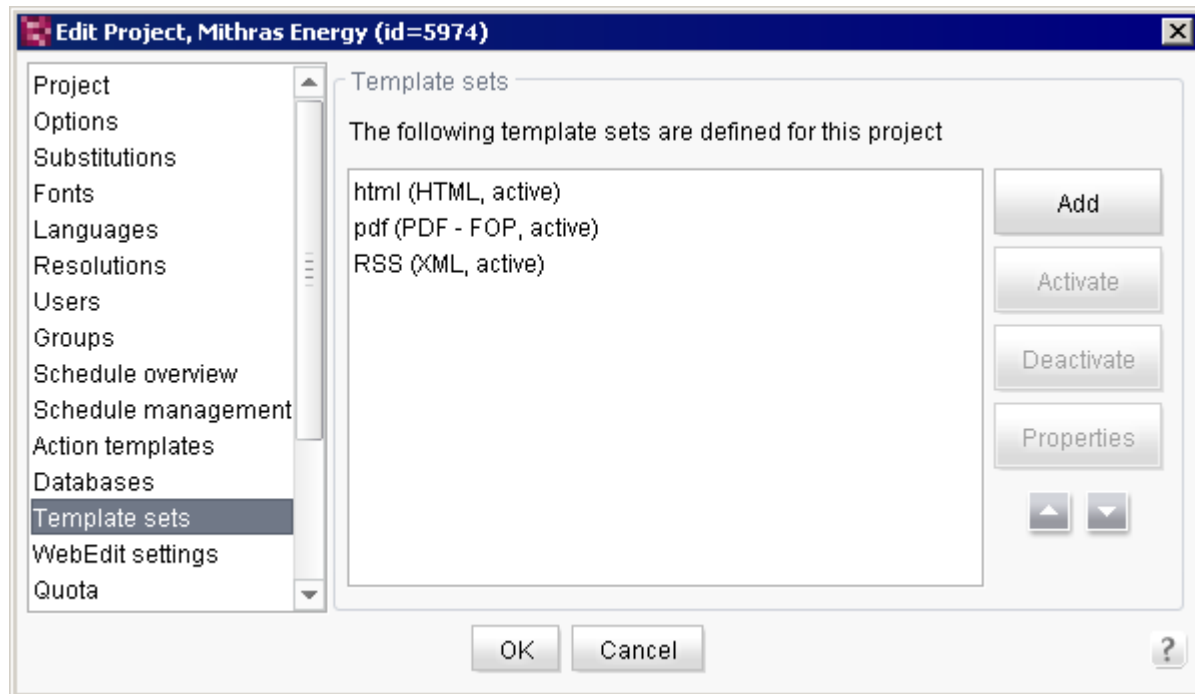 Edit Project, Mithras Energy (id=5974)
Project
Options
Substitutions
Fonts
Languages
Resolutions
Users
Groups
Schedule overview
Schedule management
Action templates
Databases
Template sets
WebEdit settings
Quota
Template sets
The following template sets are defined for this project
html (HTML, active)
pdf (PDF - FOP, active)
RSS (XML, active)
Add
Activate
Deactivate
Properties
OK
Cancel
?